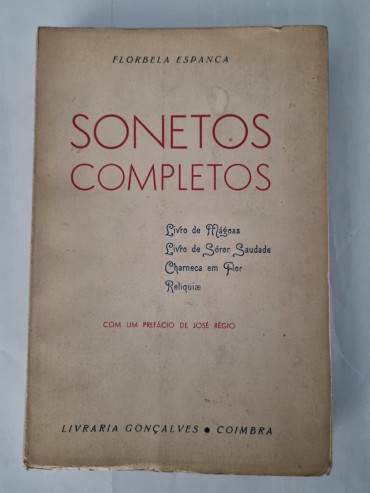 FLORBELA ESPANCA
SONETOS
COMPLETOS
Livro de Mágoas
Livro de Sóror Saudade
Charneca em Flor
Reliquiæ
COM UM PREFÁCIO DE JOSÉ RÉGIO
LIVRARIA GONÇALVES • COIMBRA